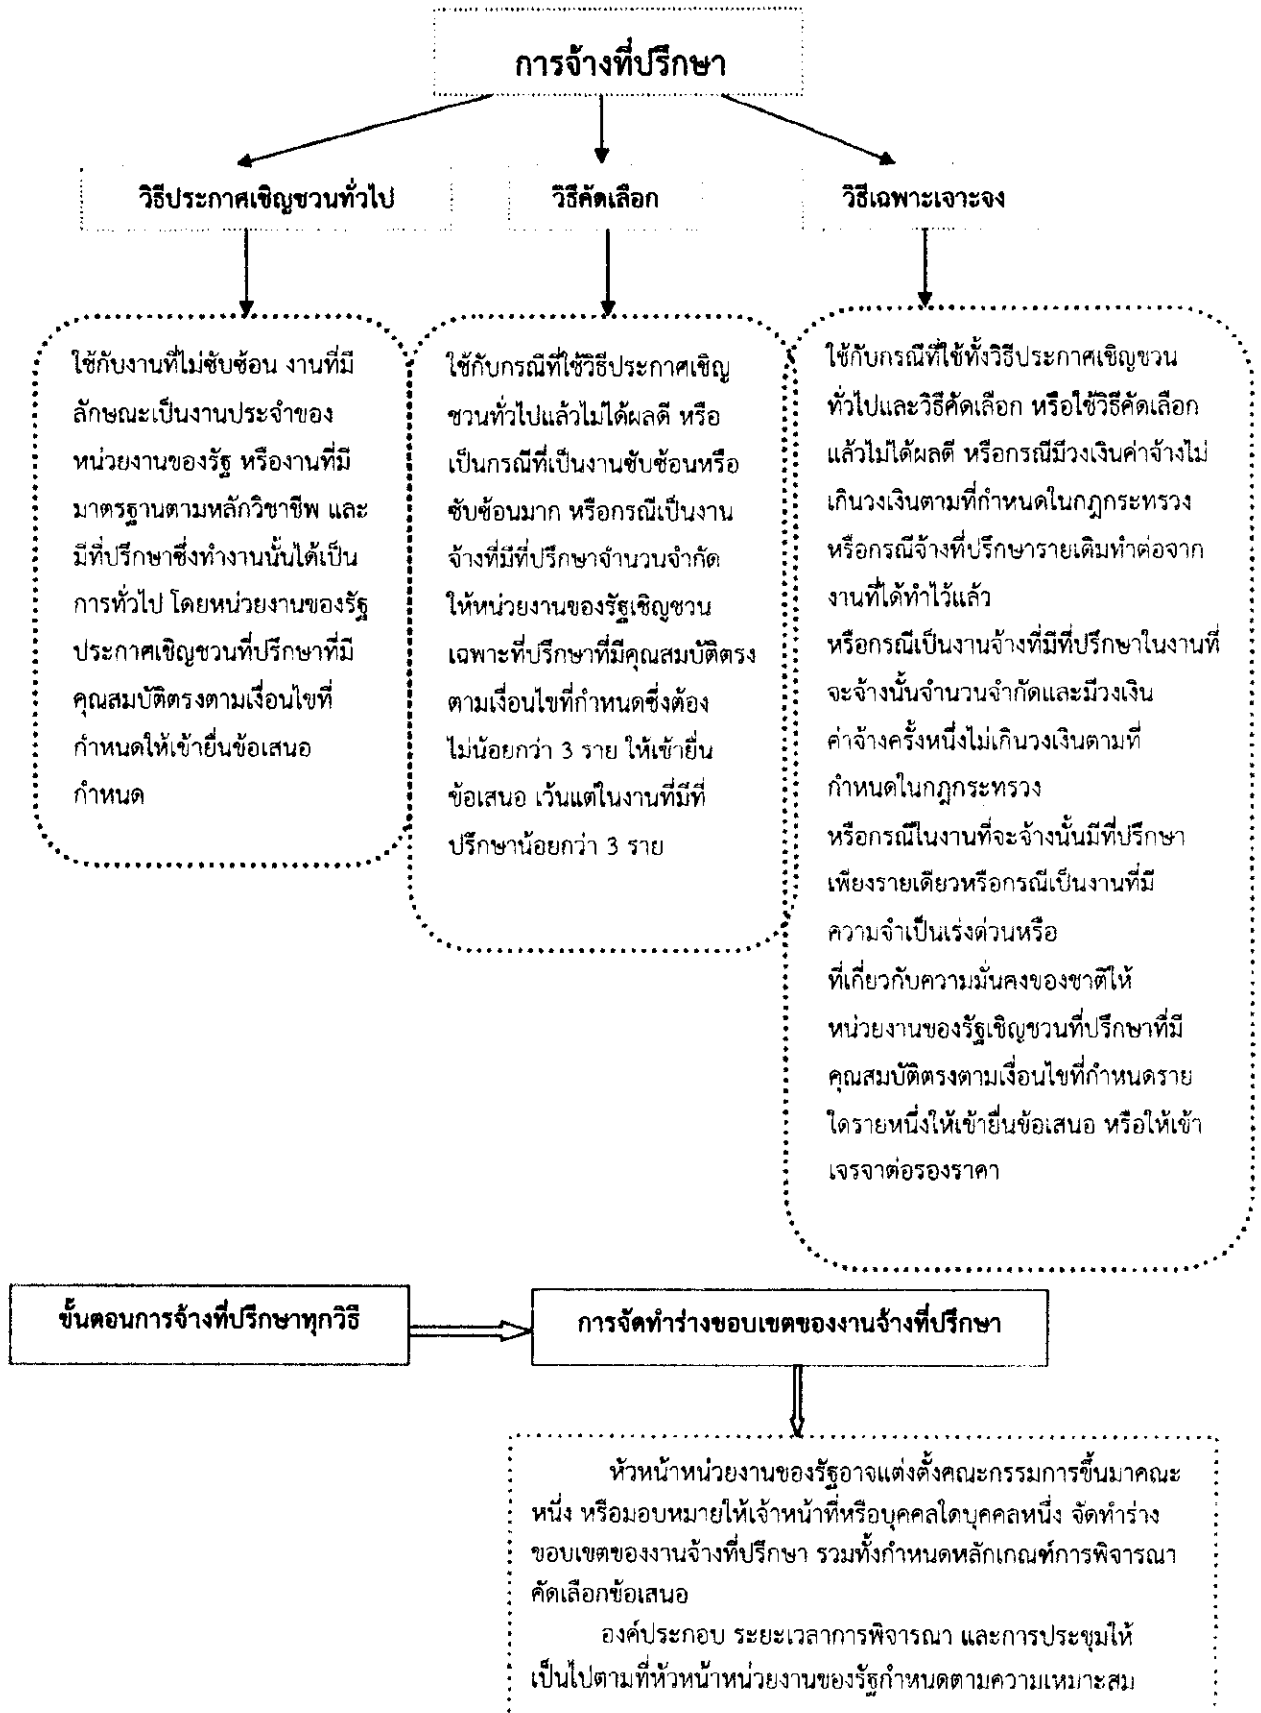 การจ้างที่ปรึกษา
วิธีประกาศเชิญชวนทั่วไป
วิธีคัดเลือก
วิธีเฉพาะเจาะจง
ใช้กับงานที่ไม่ซับซ้อน งานที่มี
ลักษณะเป็นงานประจำของ
หน่วยงานของรัฐ หรืองานที่มี
มาตรฐานตามหลักวิชาชีพ และ
มีที่ปรึกษาซึ่งทำงานนั้นได้เป็น
การทั่วไป โดยหน่วยงานของรัฐ
ประกาศเชิญชวนที่ปรึกษาที่มี
คุณสมบัติตรงตามเงื่อนไขที่
กำหนดให้เข้ายื่นข้อเสนอ
กำหนด
ใช้กับกรณีที่ใช้วิธีประกาศเชิญ
ชวนทั่วไปแล้วไม่ได้ผลดี หรือ
เป็นกรณีที่เป็นงานซับซ้อนหรือ
ซับซ้อนมาก หรือกรณีเป็นงาน
จ้างที่มีที่ปรึกษาจำนวนจำกัด
ให้หน่วยงานของรัฐเชิญชวน
เฉพาะที่ปรึกษาที่มีคุณสมบัติตรง
ตามเงื่อนไขที่กำหนดซึ่งต้อง
ไม่น้อยกว่า 3 ราย ให้เข้ายื่น
ข้อเสนอ เว้นแต่ในงานที่มีที่
ปรึกษาน้อยกว่า 3 ราย
ใช้กับกรณีที่ใช้ทั้งวิธีประกาศเชิญชวน
ทั่วไปและวิธีคัดเลือก หรือใช้วิธีคัดเลือก
แล้วไม่ได้ผลดี หรือกรณีมีวงเงินค่าจ้างไม่
เกินวงเงินตามที่กำหนดในกฎกระทรวง
หรือกรณีจ้างที่ปรึกษารายเดิมทำต่อจาก
งานที่ได้ทำไว้แล้ว
หรือกรณีเป็นงานจ้างที่มีที่ปรึกษาในงานที่
จะจ้างนั้นจำนวนจำกัดและมีวงเงิน
ค่าจ้างครั้งหนึ่งไม่เกินวงเงินตามที่
กำหนดในกฎกระทรวง
หรือกรณีในงานที่จะจ้างนั้นมีที่ปรึกษา
เพียงรายเดียวหรือกรณีเป็นงานที่มี
ความจำเป็นเร่งด่วนหรือ
ที่เกี่ยวกับความมั่นคงของชาติให้
หน่วยงานของรัฐเชิญชวนที่ปรึกษาที่มี
คุณสมบัติตรงตามเงื่อนไขที่กำหนดราย
ใดรายหนึ่งให้เข้ายื่นข้อเสนอ หรือให้เข้า
เจรจาต่อรองราคา
ขั้นตอนการจ้างที่ปรึกษาทุกวิธี
การจัดทำร่างขอบเขตของงานจ้างที่ปรึกษา
หัวหน้าหน่วยงานของรัฐอาจแต่งตั้งคณะกรรมการขึ้นมาคณะ
หนึ่ง หรือมอบหมายให้เจ้าหน้าที่หรือบุคคลใดบุคคลหนึ่ง จัดทำร่าง
ขอบเขตของงานจ้างที่ปรึกษา รวมทั้งกำหนดหลักเกณฑ์การพิจารณา
คัดเลือกข้อเสนอ
องค์ประกอบ ระยะเวลาการพิจารณา และการประชุมให้
เป็นไปตามที่หัวหน้าหน่วยงานของรัฐกำหนดตามความเหมาะสม